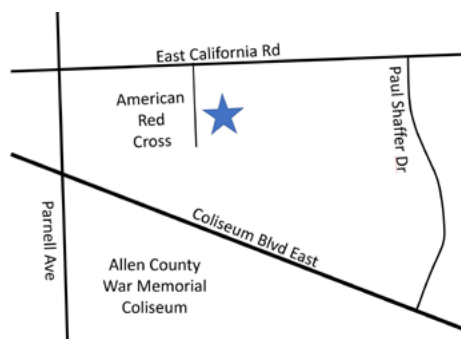 East California Rd
American
Red
Cross
Paul Shaffer Dr.
Parnell Ave
Coliseum Blvd East
Allen County
War Memorial
Coliseum